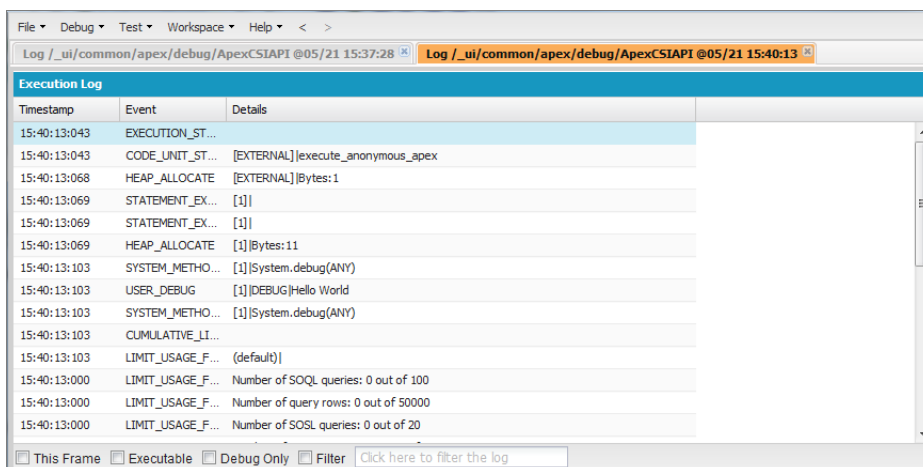 File Debug Test Workspace Help < >
Log /_ui/common/apex/debug/ApexCSIAPI @05/21 15:37:28 Log /_ui/common/apex/debug/ApexCSIAPI @05/21 15:40:13
Execution Log
Timestamp Event Details
15:40:13:043 EXECUTION_ST...
15:40:13:043 CODE_UNIT_ST... [EXTERNAL]|execute_anonymous_apex
15:40:13:068 HEAP_ALLOCATE [EXTERNAL]|Bytes:1
15:40:13:069 STATEMENT_EX... [1]|
15:40:13:069 STATEMENT_EX... [1]|
15:40:13:069 HEAP_ALLOCATE [1]|Bytes:11
15:40:13:103 SYSTEM_METHO... [1]|System.debug(ANY)
15:40:13:103 USER_DEBUG [1]|DEBUG|Hello World
15:40:13:103 SYSTEM_METHO... [1]|System.debug(ANY)
15:40:13:103 CUMULATIVE_LI...
15:40:13:103 LIMIT_USAGE_F... (default)|
15:40:13:000 LIMIT_USAGE_F... Number of SOQL queries: 0 out of 100
15:40:13:000 LIMIT_USAGE_F... Number of query rows: 0 out of 50000
15:40:13:000 LIMIT_USAGE_F... Number of SOSL queries: 0 out of 20
This Frame Executable Debug Only Filter Click here to filter the log